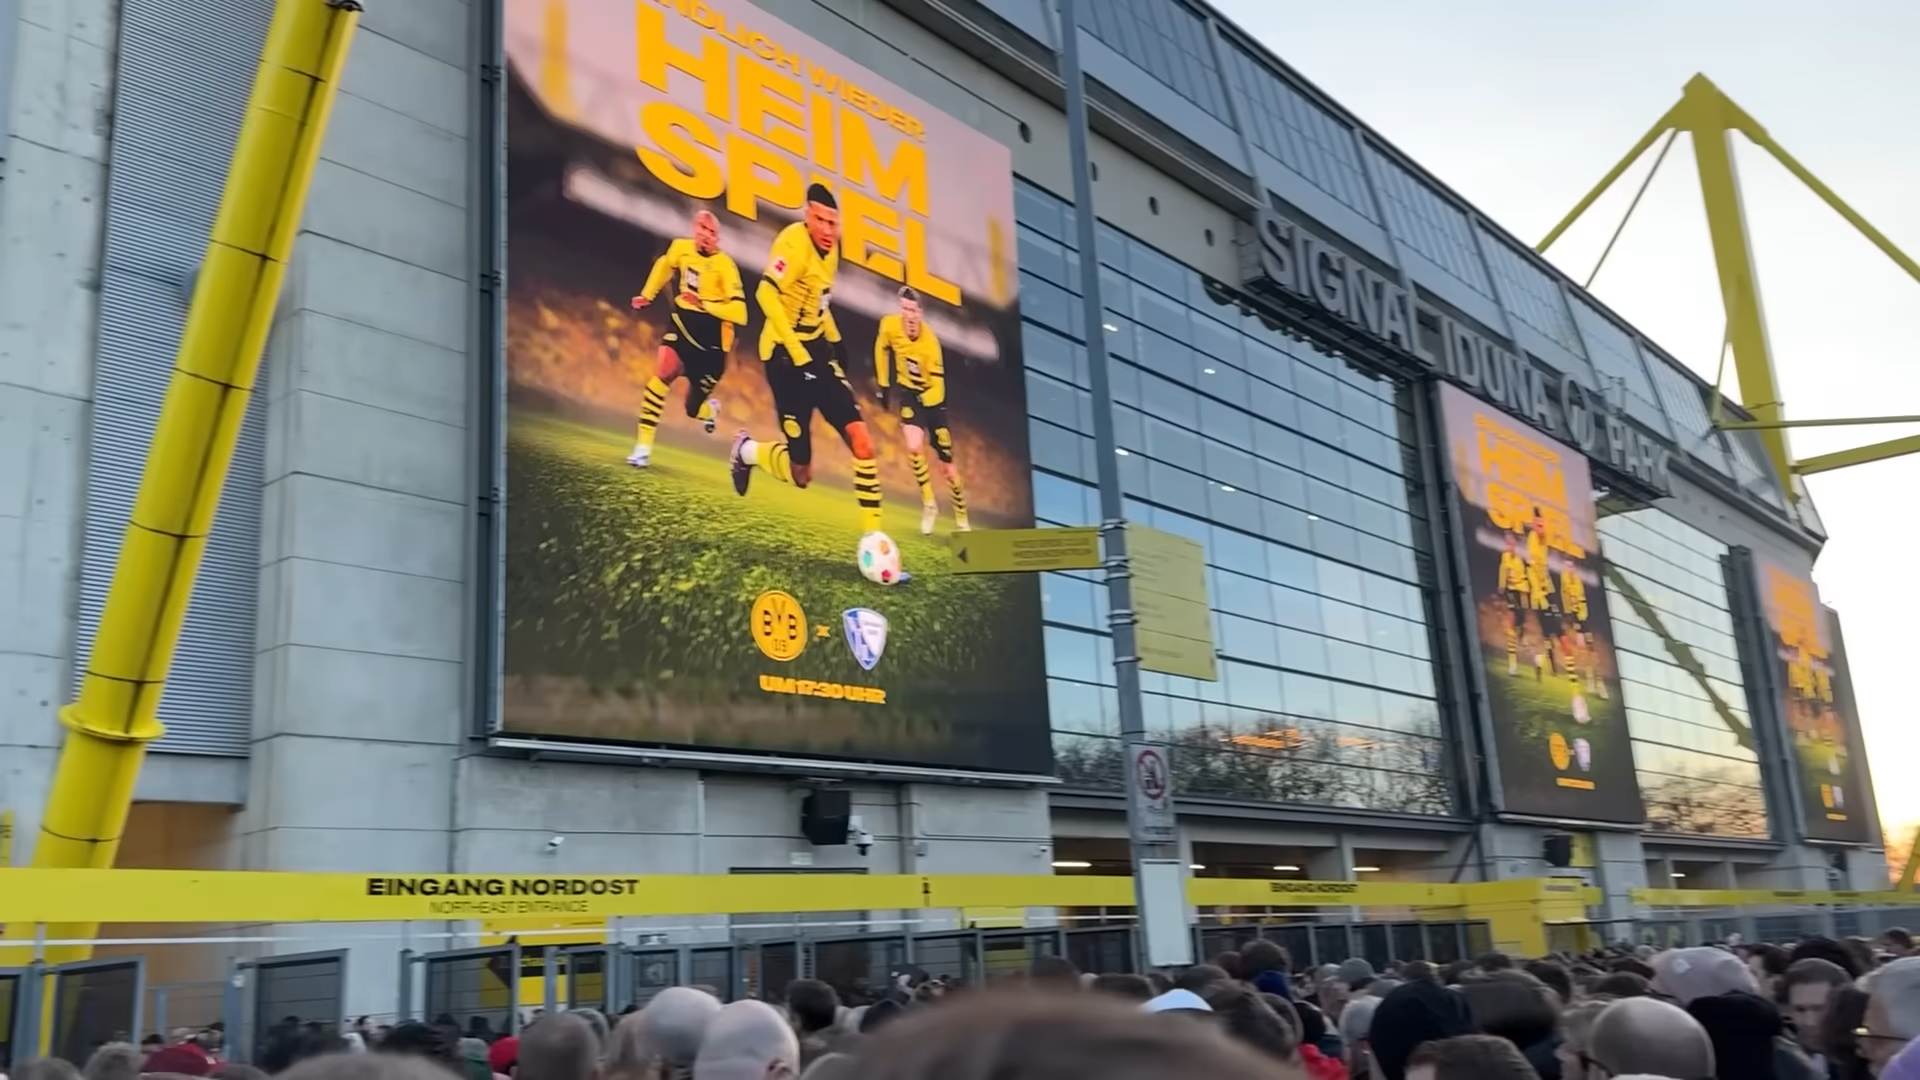 ENDLICH WIEDER
HEIM
SPIEL
BVB
09
x
UM 17:30 UHR
SIGNAL IDUNA PARK
HEIM
SPIEL
EINGANG NORDOST
NORTHEAST ENTRANCE
EINGANG NORDOST